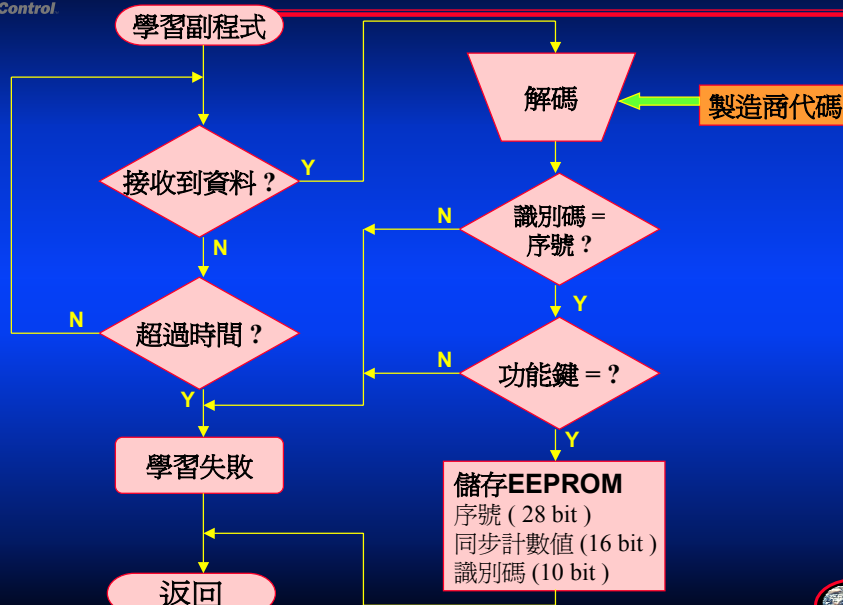 Control.
學習副程式
接收到資料 ?
Y
N
超過時間 ?
N
Y
學習失敗
返回
解碼
製造商代碼
識別碼 =
序號 ?
N
Y
功能鍵 = ?
N
Y
儲存EEPROM
序號 ( 28 bit )
同步計數值 (16 bit )
識別碼 (10 bit )